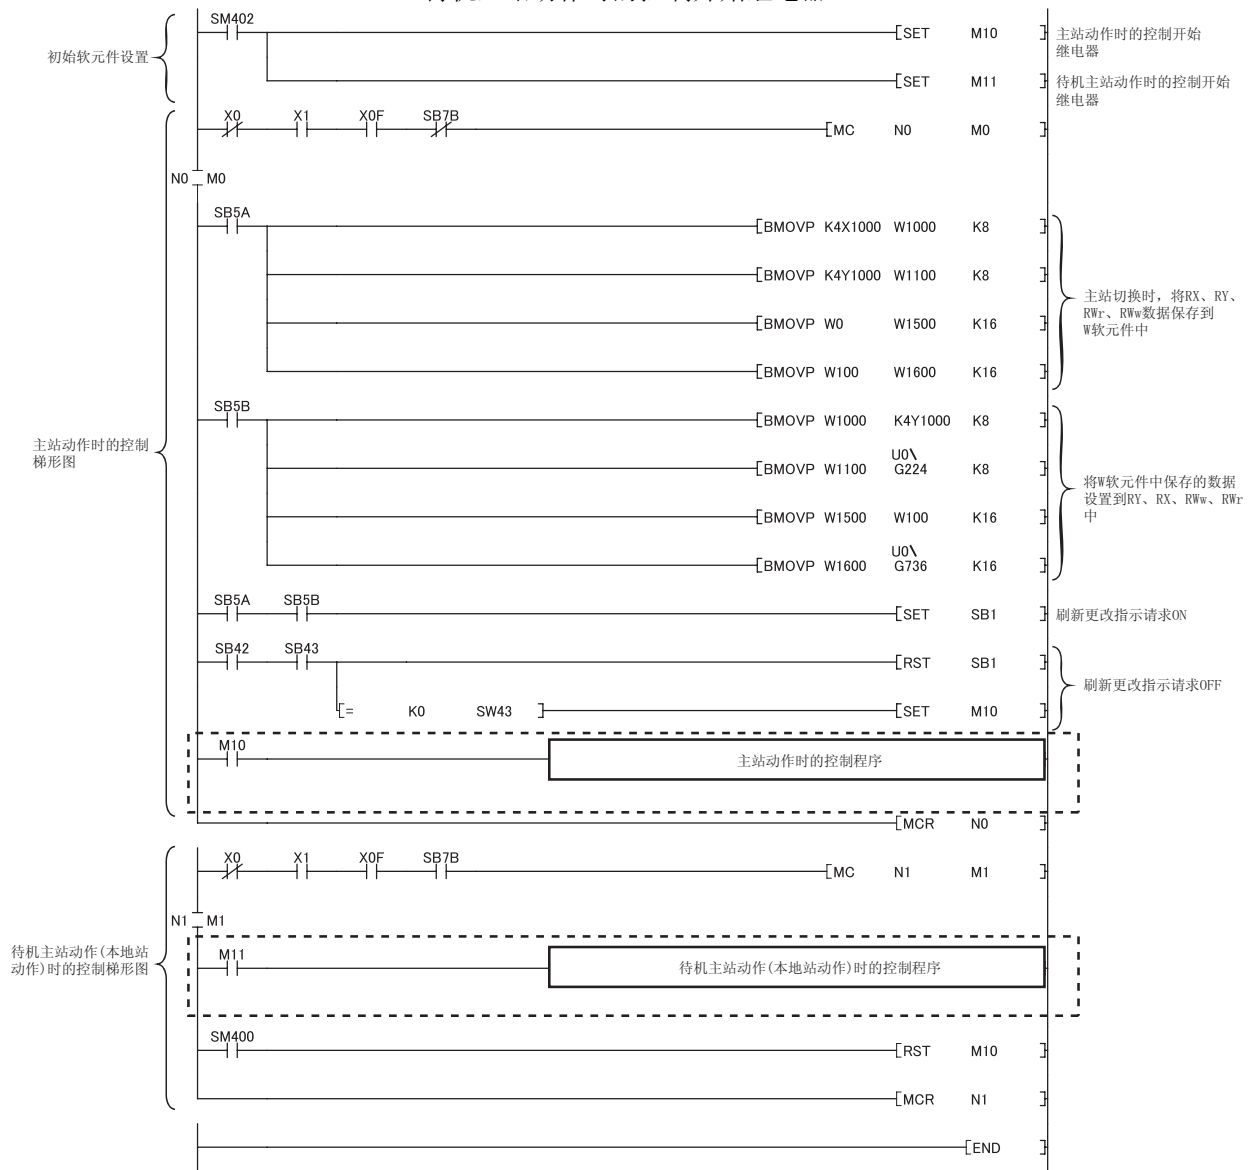 SM402
SET M10
主站动作时的控制开始
继电器
初始软元件设置
SET M11
待机主站动作时的控制开始
继电器
X0 X1 X0F SB7B
MC N0 M0
N0 M0
SB5A
BMOVP K4X1000 W1000 K8
BMOVP K4Y1000 W1100 K8
主站切换时，将RX、RY、
RWr、RWw数据保存到
W软元件中
BMOVP W0 W1500 K16
BMOVP W100 W1600 K16
SB5B
BMOVP W1000 K4Y1000 K8
主站动作时的控制
梯形图
BMOVP W1100 U0\G224 K8
将W软元件中保存的数据
设置到RY、RX、RWw、RWr
中
BMOVP W1500 W100 K16
BMOVP W1600 U0\G736 K16
SB5A SB5B
SET SB1
刷新更改指示请求ON
SB42 SB43
RST SB1
刷新更改指示请求OFF
= K0 SW43
SET M10
M10
主站动作时的控制程序
MCR N0
X0 X1 X0F SB7B
MC N1 M1
N1 M1
待机主站动作(本地站
动作)时的控制梯形图
M11
待机主站动作(本地站动作)时的控制程序
SM400
RST M10
MCR N1
END